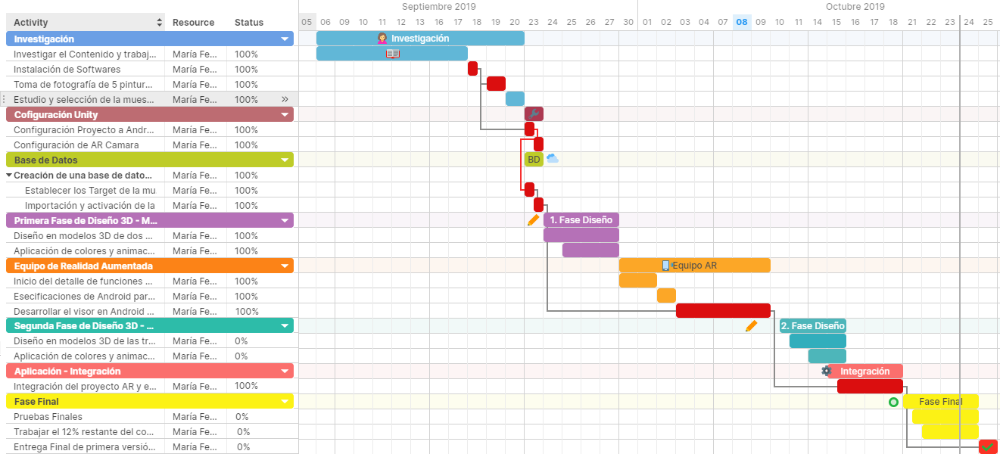 Septiembre 2019 Octubre 2019
Activity Resource Status 05 06 09 10 11 12 13 16 17 18 19 20 23 24 25 26 27 30 01 02 03 04 07 08 09 10 11 14 15 16 17 18 21 22 23 24 25
Investigación Investigación
Investigar el Contenido y trabaj... María Fe... 100%
Instalación de Softwares María Fe... 100%
Toma de fotografía de 5 pintur... María Fe... 100%
Estudio y selección de la mues... María Fe... 100% »
Cofiguración Unity
Configuración Proyecto a Andr... María Fe... 100%
Configuración de AR Camara María Fe... 100%
Base de Datos BD
Creación de una base de dato... María Fe... 100%
Establecer los Target de la mu María Fe... 100%
Importación y activación de la María Fe... 100%
Primera Fase de Diseño 3D - M... 1. Fase Diseño
Diseño en modelos 3D de dos ... María Fe... 100%
Aplicación de colores y animac... María Fe... 100%
Equipo de Realidad Aumentada Equipo AR
Inicio del detalle de funciones ... María Fe... 100%
Esecificaciones de Android par... María Fe... 100%
Desarrollar el visor en Android ... María Fe... 100%
Segunda Fase de Diseño 3D - ... 2. Fase Diseño
Diseño en modelos 3D de las tr... María Fe... 0%
Aplicación de colores y animac... María Fe... 0%
Aplicación - Integración Integración
Integración del proyecto AR y e... María Fe... 100%
Fase Final Fase Final
Pruebas Finales María Fe... 0%
Trabajar el 12% restante del co... María Fe... 0%
Entrega Final de primera versió... María Fe... 0%